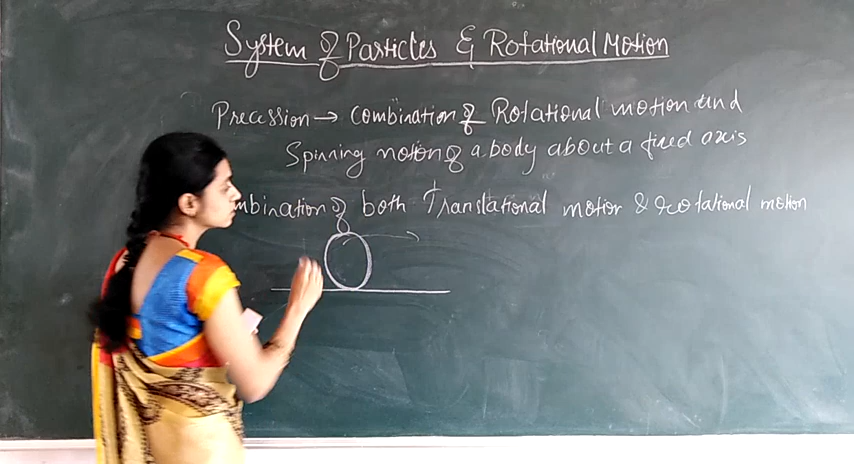 System of Particles & Rotational Motion
Precession → Combination of Rotational motion and
Spinning motion of a body about a fixed axis
mbination of both Translational motion & rotational motion